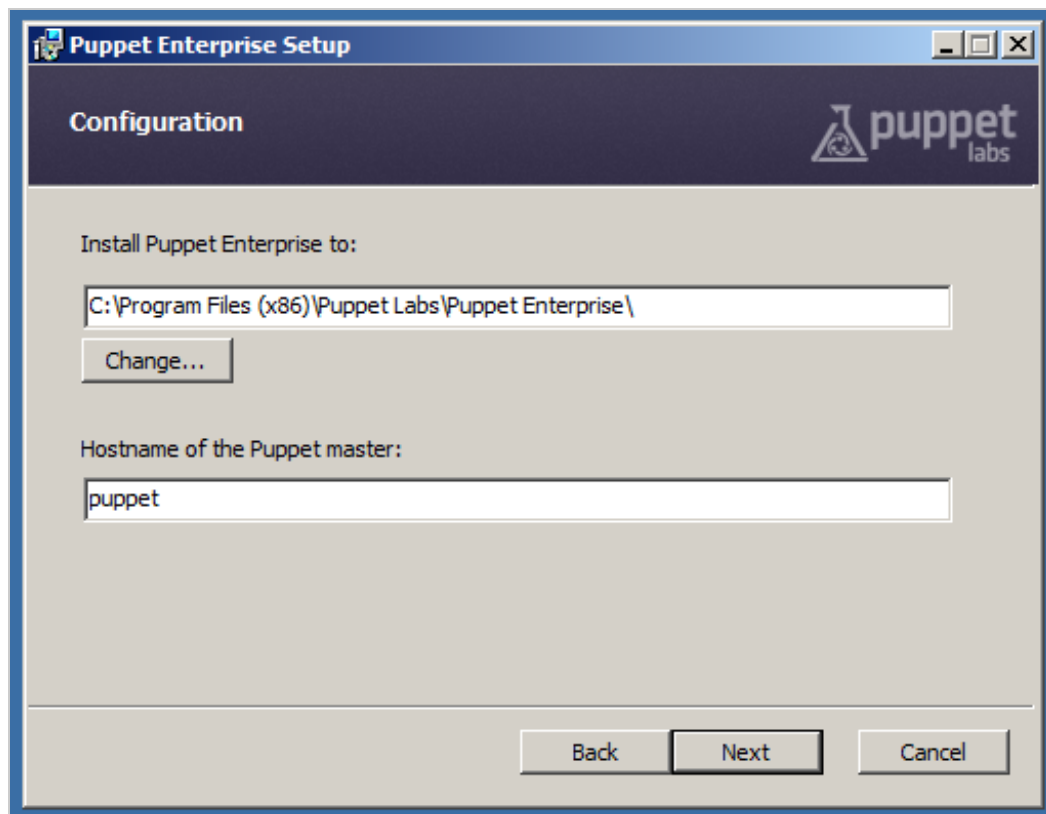 Puppet Enterprise Setup
Configuration
puppet
labs
Install Puppet Enterprise to:
C:\Program Files (x86)\Puppet Labs\Puppet Enterprise\
Change...
Hostname of the Puppet master:
puppet
Back Next Cancel